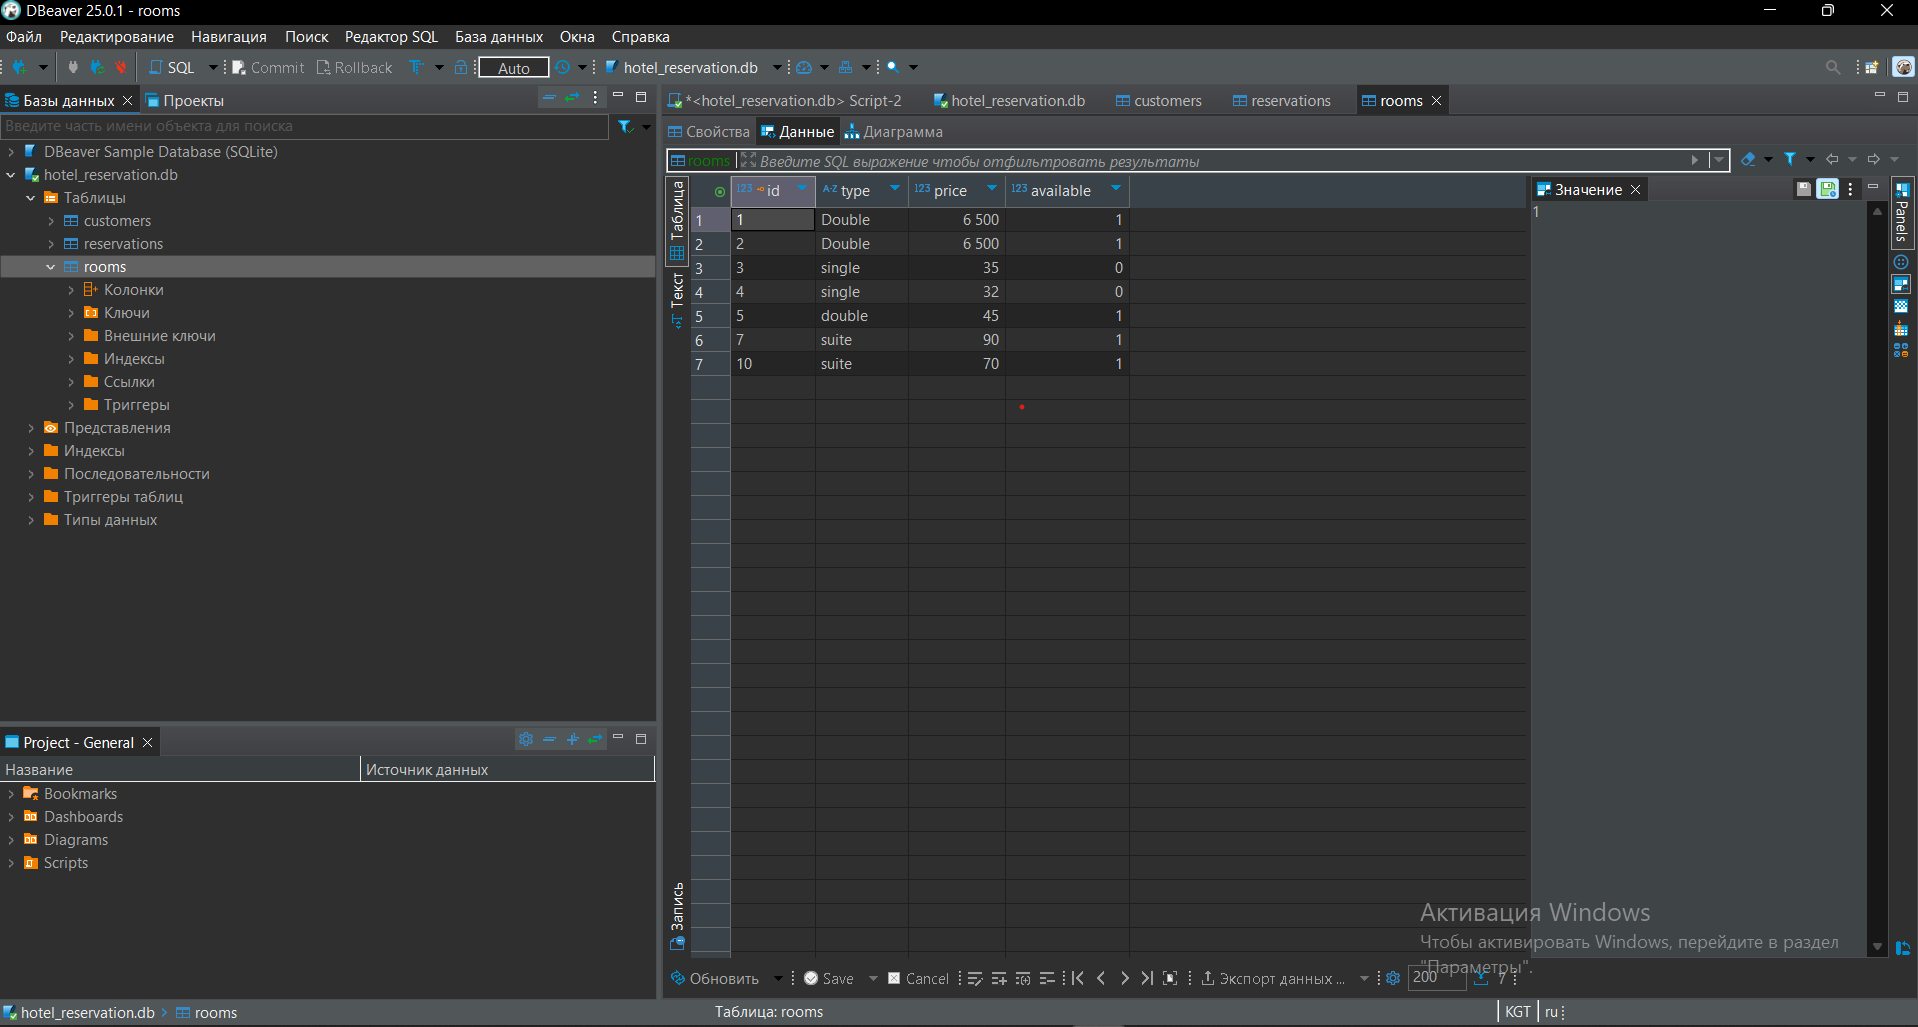 DBeaver 25.0.1 - rooms
Файл Редактирование Навигация Поиск Редактор SQL База данных Окна Справка
SQL Commit Rollback Auto hotel_reservation.db
Базы данных Проекты
Введите часть имени объекта для поиска
DBeaver Sample Database (SQLite)
hotel_reservation.db
Таблицы
customers
reservations
rooms
Колонки
Ключи
Внешние ключи
Индексы
Ссылки
Триггеры
Представления
Индексы
Последовательности
Триггеры таблиц
Типы данных
Project - General
Название Источник данных
Bookmarks
Dashboards
Diagrams
Scripts
*<hotel_reservation.db> Script-2 hotel_reservation.db customers reservations rooms
Свойства Данные Диаграмма
rooms Введите SQL выражение чтобы отфильтровать результаты
Таблица
Текст
Запись
123 id A-Z type 123 price 123 available
1 1 Double 6 500 1
2 2 Double 6 500 1
3 3 single 35 0
4 4 single 32 0
5 5 double 45 1
6 7 suite 90 1
7 10 suite 70 1
Значение
1
Panels
Активация Windows
Чтобы активировать Windows, перейдите в раздел
"Параметры".
Обновить Save Cancel Экспорт данных ... 200 7
hotel_reservation.db rooms Таблица: rooms KGT ru